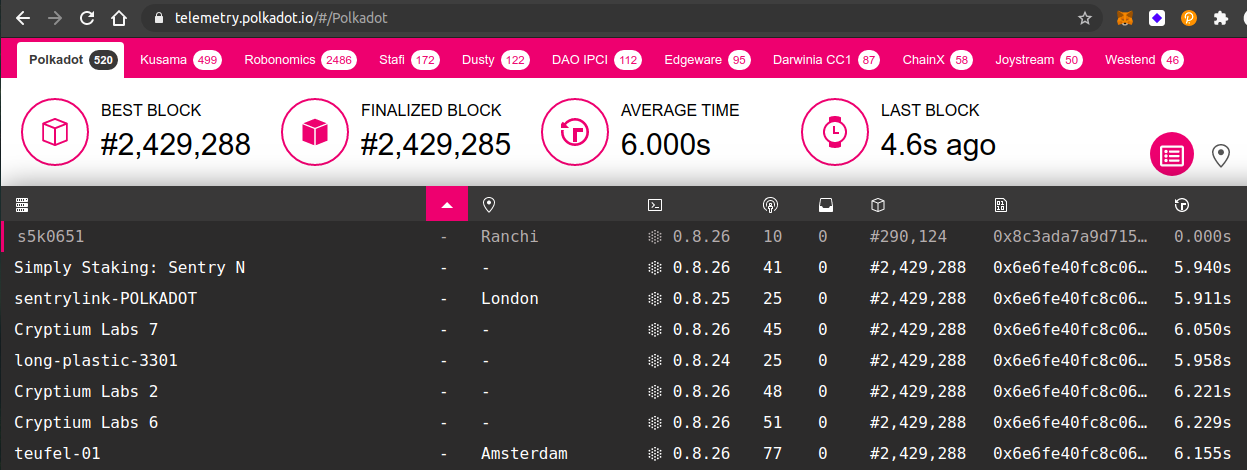 telemetry.polkadot.io/#/Polkadot
Polkadot 520 Kusama 499 Robonomics 2486 Stafi 172 Dusty 122 DAO IPCI 112 Edgeware 95 Darwinia CC1 87 ChainX 58 Joystream 50 Westend 46
BEST BLOCK FINALIZED BLOCK AVERAGE TIME LAST BLOCK
#2,429,288 #2,429,285 6.000s 4.6s ago
s5k0651 - Ranchi 0.8.26 10 0 #290,124 0x8c3ada7a9d715… 0.000s
Simply Staking: Sentry N - - 0.8.26 41 0 #2,429,288 0x6e6fe40fc8c06… 5.940s
sentrylink-POLKADOT - London 0.8.25 25 0 #2,429,288 0x6e6fe40fc8c06… 5.911s
Cryptium Labs 7 - - 0.8.26 45 0 #2,429,288 0x6e6fe40fc8c06… 6.050s
long-plastic-3301 - - 0.8.24 25 0 #2,429,288 0x6e6fe40fc8c06… 5.958s
Cryptium Labs 2 - - 0.8.26 48 0 #2,429,288 0x6e6fe40fc8c06… 6.221s
Cryptium Labs 6 - - 0.8.26 51 0 #2,429,288 0x6e6fe40fc8c06… 6.229s
teufel-01 - Amsterdam 0.8.26 77 0 #2,429,288 0x6e6fe40fc8c06… 6.155s